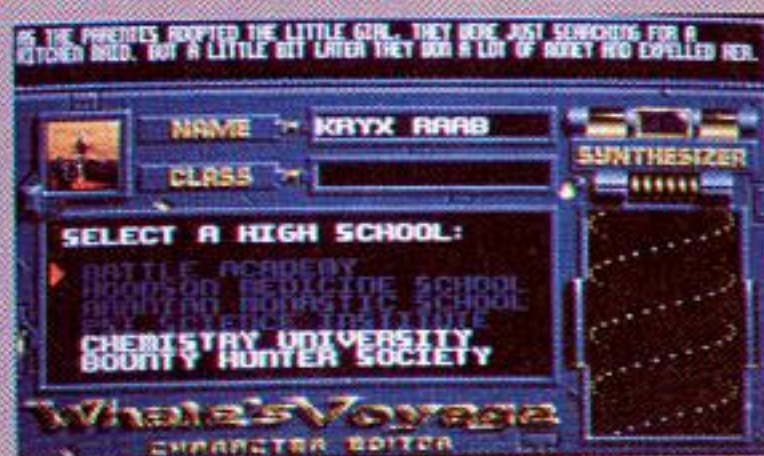 AS THE PARENTES ADOPTED THE LITTLE GIRL, THEY WERE JUST SEARCHING FOR A
KITCHEN MAID. BUT A LITTLE BIT LATER THEY WON A LOT OF MONEY AND EXPELLED HER.
NAME KRYX RAAB
CLASS
SYNTHESIZER
SELECT A HIGH SCHOOL:
BATTLE ACADEMY
MEDICINE SCHOOL
MONASTIC SCHOOL
INSTITUTE
CHEMISTRY UNIVERSITY
BOUNTY HUNTER SOCIETY
Whale's Voyage
CHARACTER EDITOR